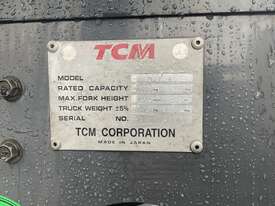 TCM
MODEL
RATED CAPACITY
MAX. FORK HEIGHT
TRUCK WEIGHT ±5%
SERIAL NO.
TCM CORPORATION
MADE IN JAPAN